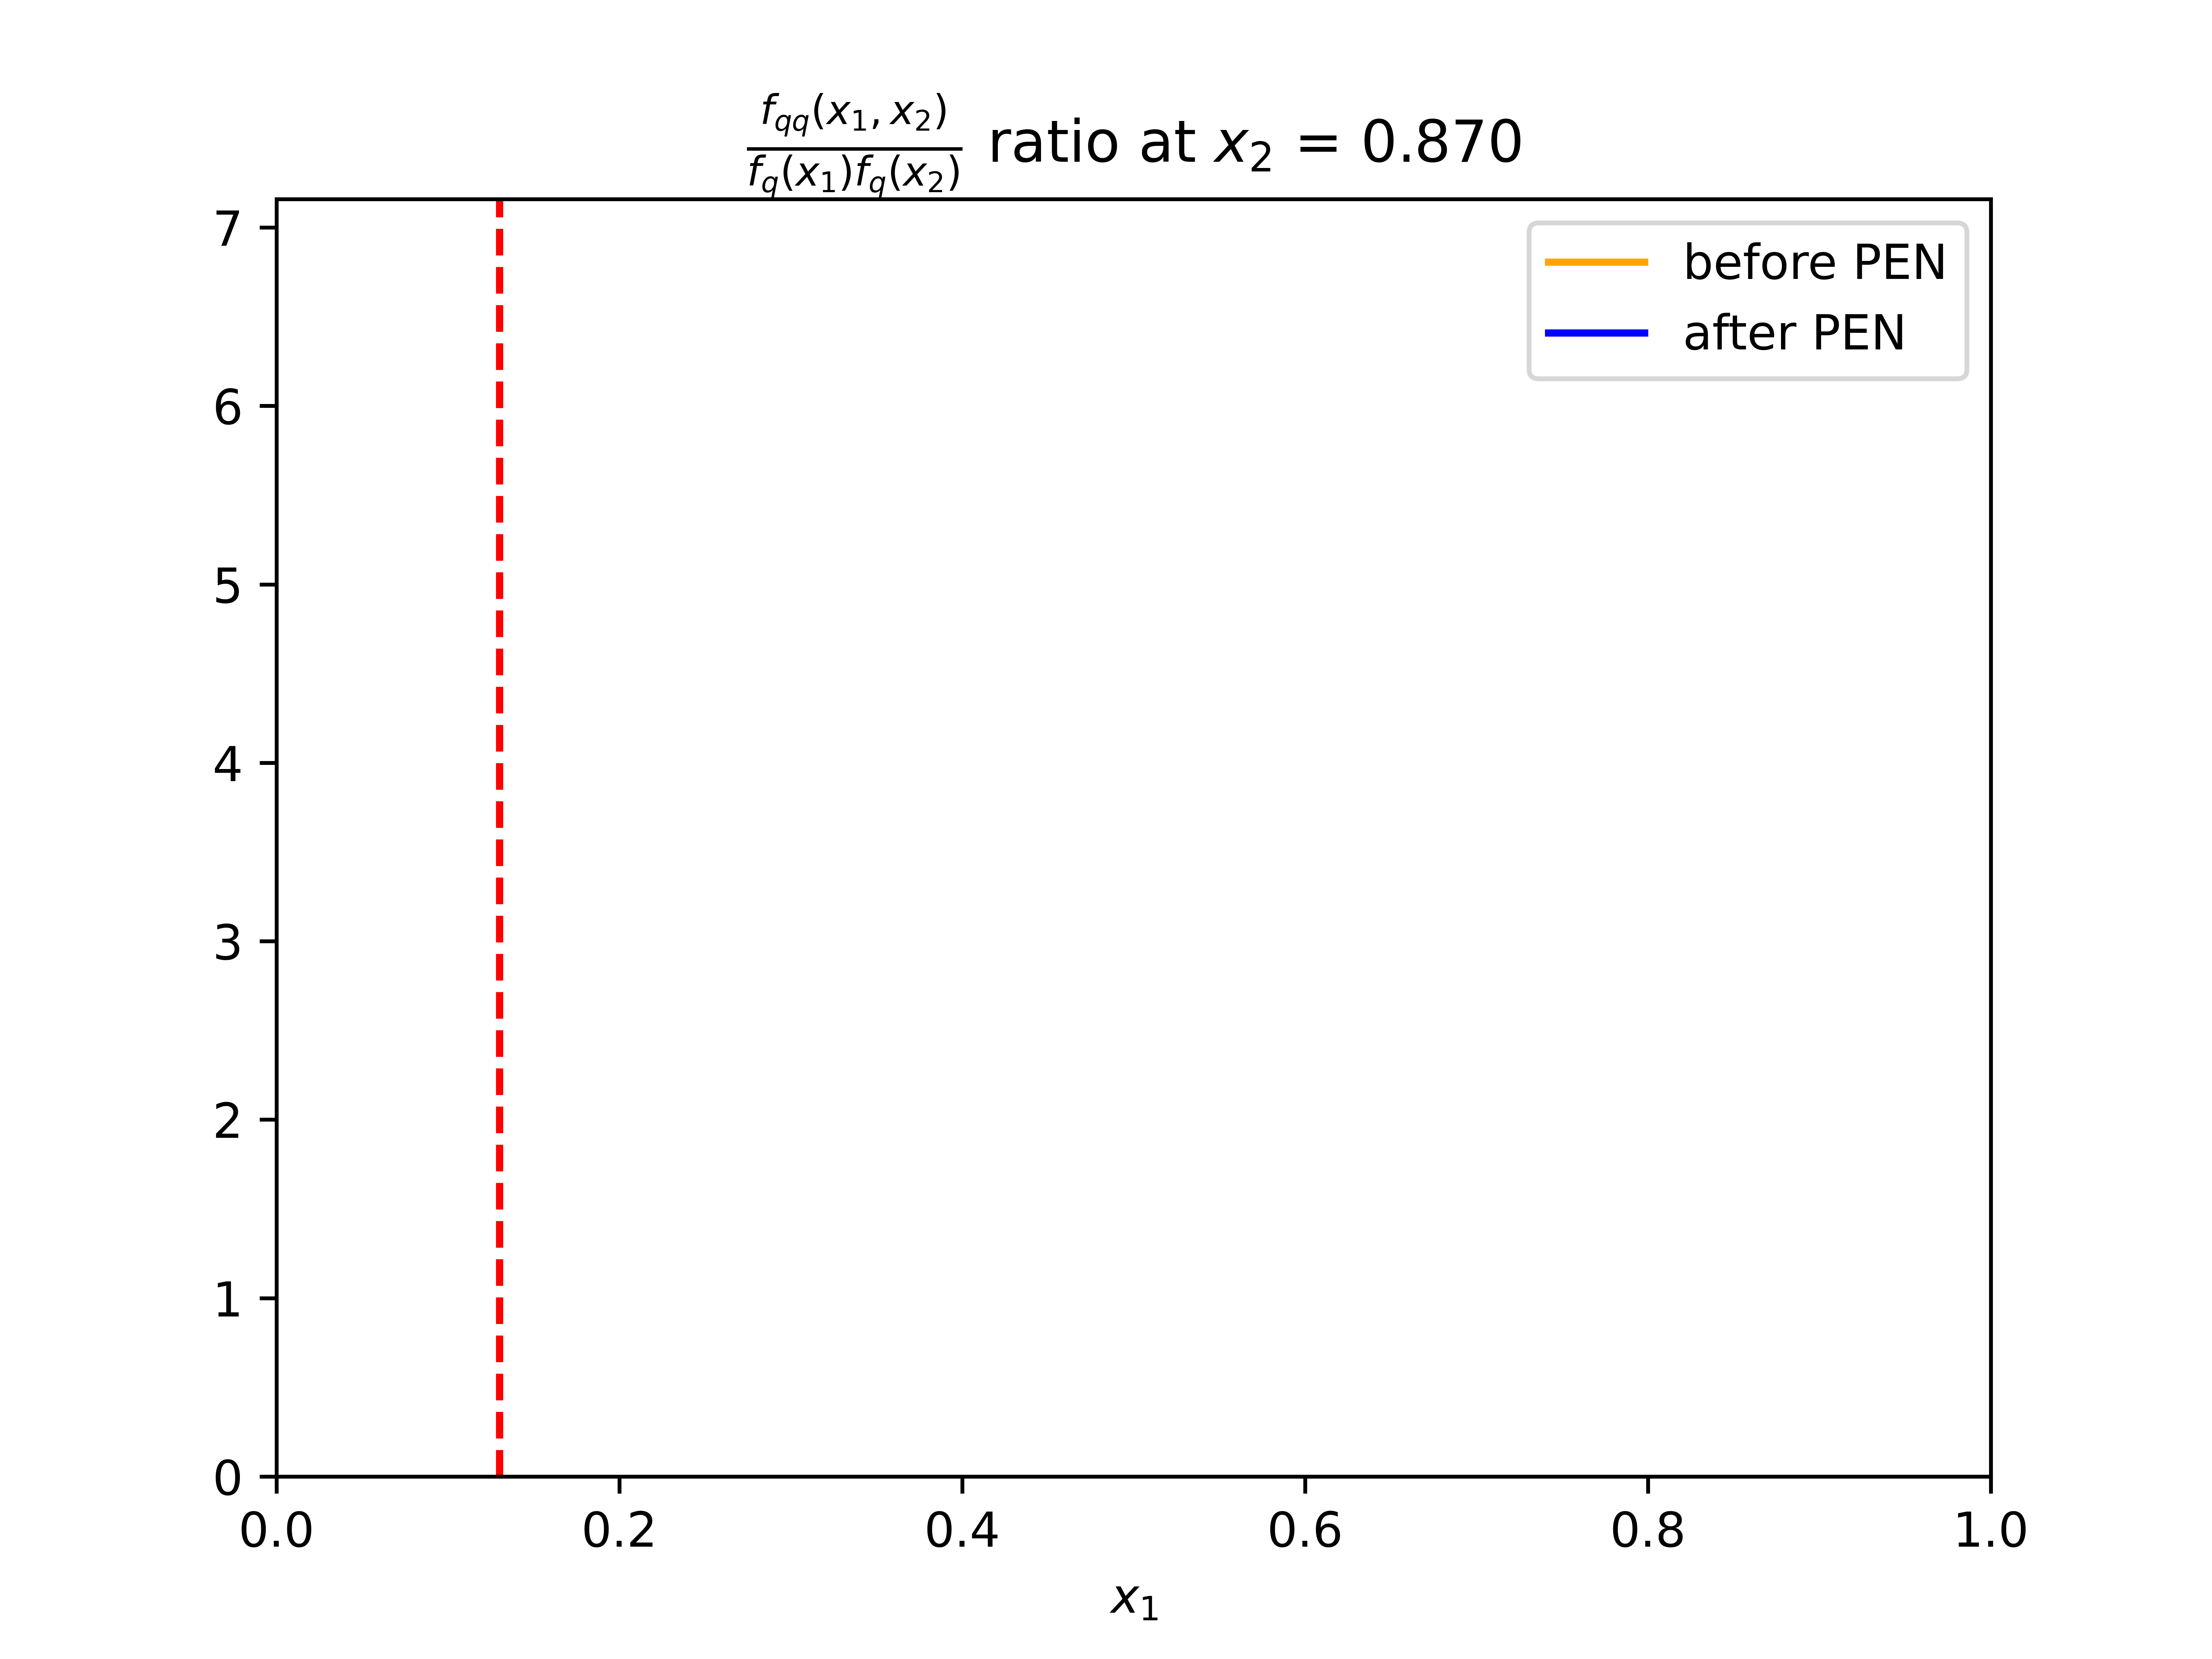 f_qq(x_1, x_2)
f_q(x_1)f_q(x_2) ratio at x_2 = 0.870
before PEN
after PEN
7
6
5
4
3
2
1
0
0.0 0.2 0.4 0.6 0.8 1.0
x_1